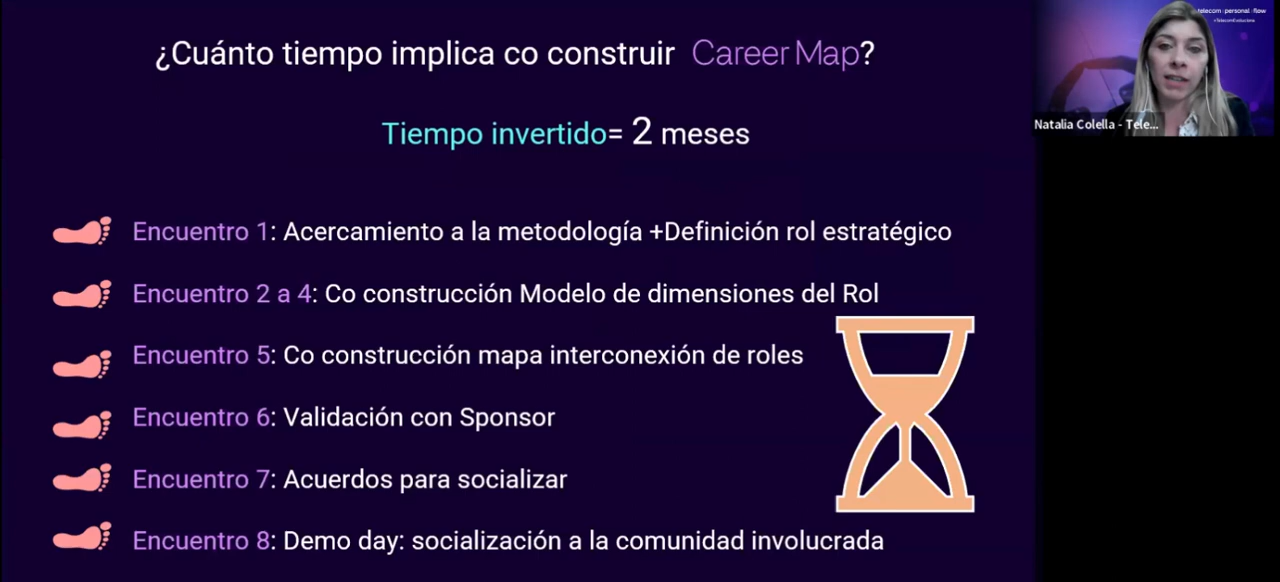 ¿Cuánto tiempo implica co construir Career Map?
Tiempo invertido= 2 meses
Encuentro 1: Acercamiento a la metodología +Definición rol estratégico
Encuentro 2 a 4: Co construcción Modelo de dimensiones del Rol
Encuentro 5: Co construcción mapa interconexión de roles
Encuentro 6: Validación con Sponsor
Encuentro 7: Acuerdos para socializar
Encuentro 8: Demo day: socialización a la comunidad involucrada
telecom personal flow
Natalia Colella - Tele...